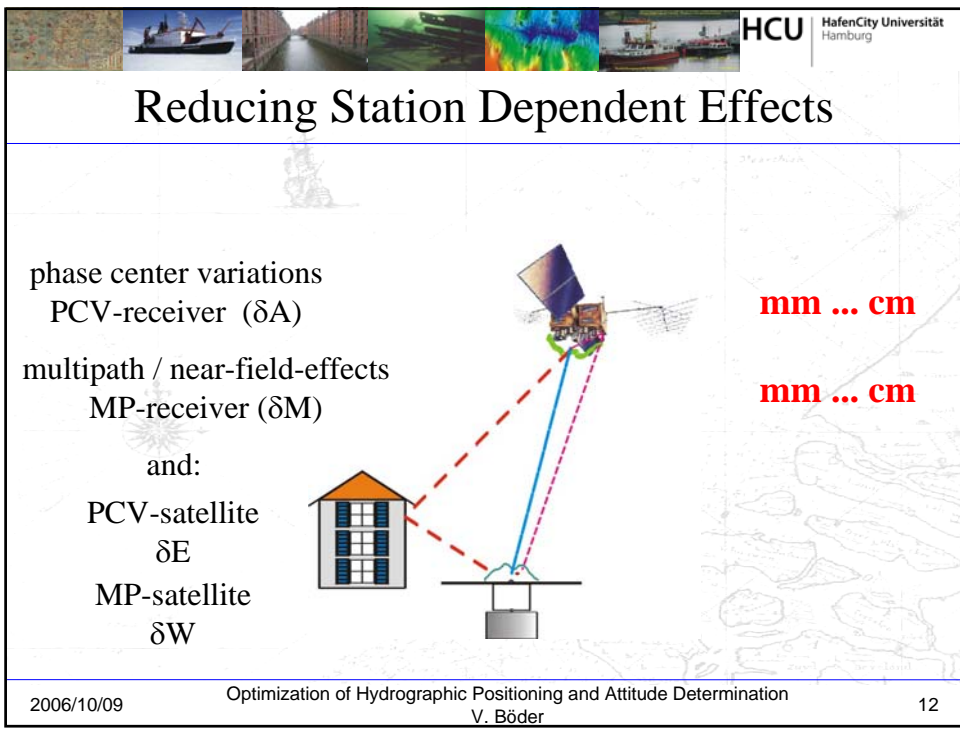 HCU HafenCity Universität
Hamburg
Reducing Station Dependent Effects
phase center variations
PCV-receiver (δA)
mm ... cm
multipath / near-field-effects
MP-receiver (δM)
mm ... cm
and:
PCV-satellite
δE
MP-satellite
δW
2006/10/09
Optimization of Hydrographic Positioning and Attitude Determination
V. Böder
12